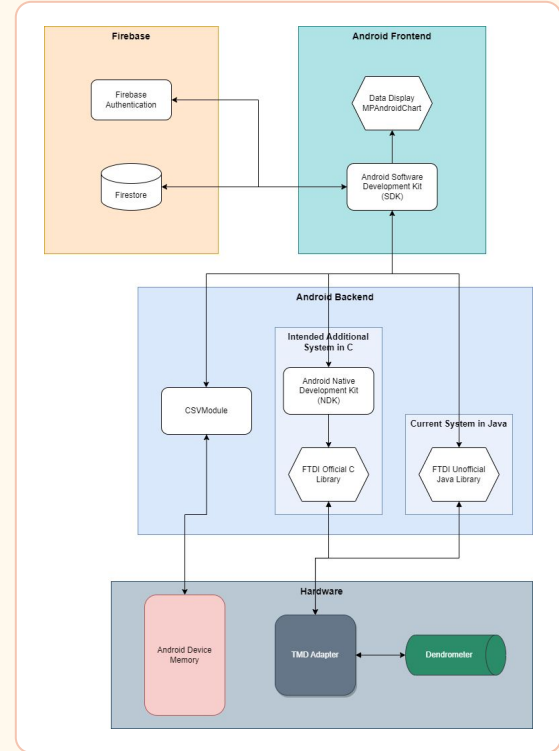 Firebase
Android Frontend
Firebase
Authentication
Data Display
MPAndroidChart
Firestore
Android Software
Development Kit
(SDK)
Android Backend
Intended Additional
System in C
Android Native
Development Kit
(NDK)
CSVModule
Current System in Java
FTDI Official C
Library
FTDI Unofficial
Java Library
Hardware
Android Device
Memory
TMD Adapter
Dendrometer